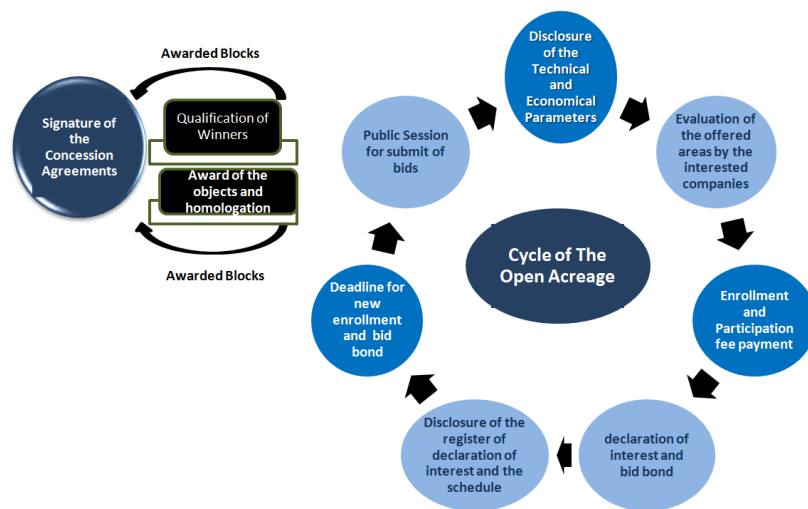 Awarded Blocks
Signature of
the
Concession
Agreements
Qualification of
Winners
Award of the
objects and
homologation
Awarded Blocks
Disclosure
of the
Technical
and
Economical
Parameters
Evaluation of
the offered
areas by the
interested
companies
Enrollment
and
Participation
fee payment
declaration of
interest and
bid bond
Disclosure of the
register of
declaration of
interest and the
schedule
Deadline for
new
enrollment
and  bid
bond
Public Session
for submit of
bids
Cycle of The
Open Acreage